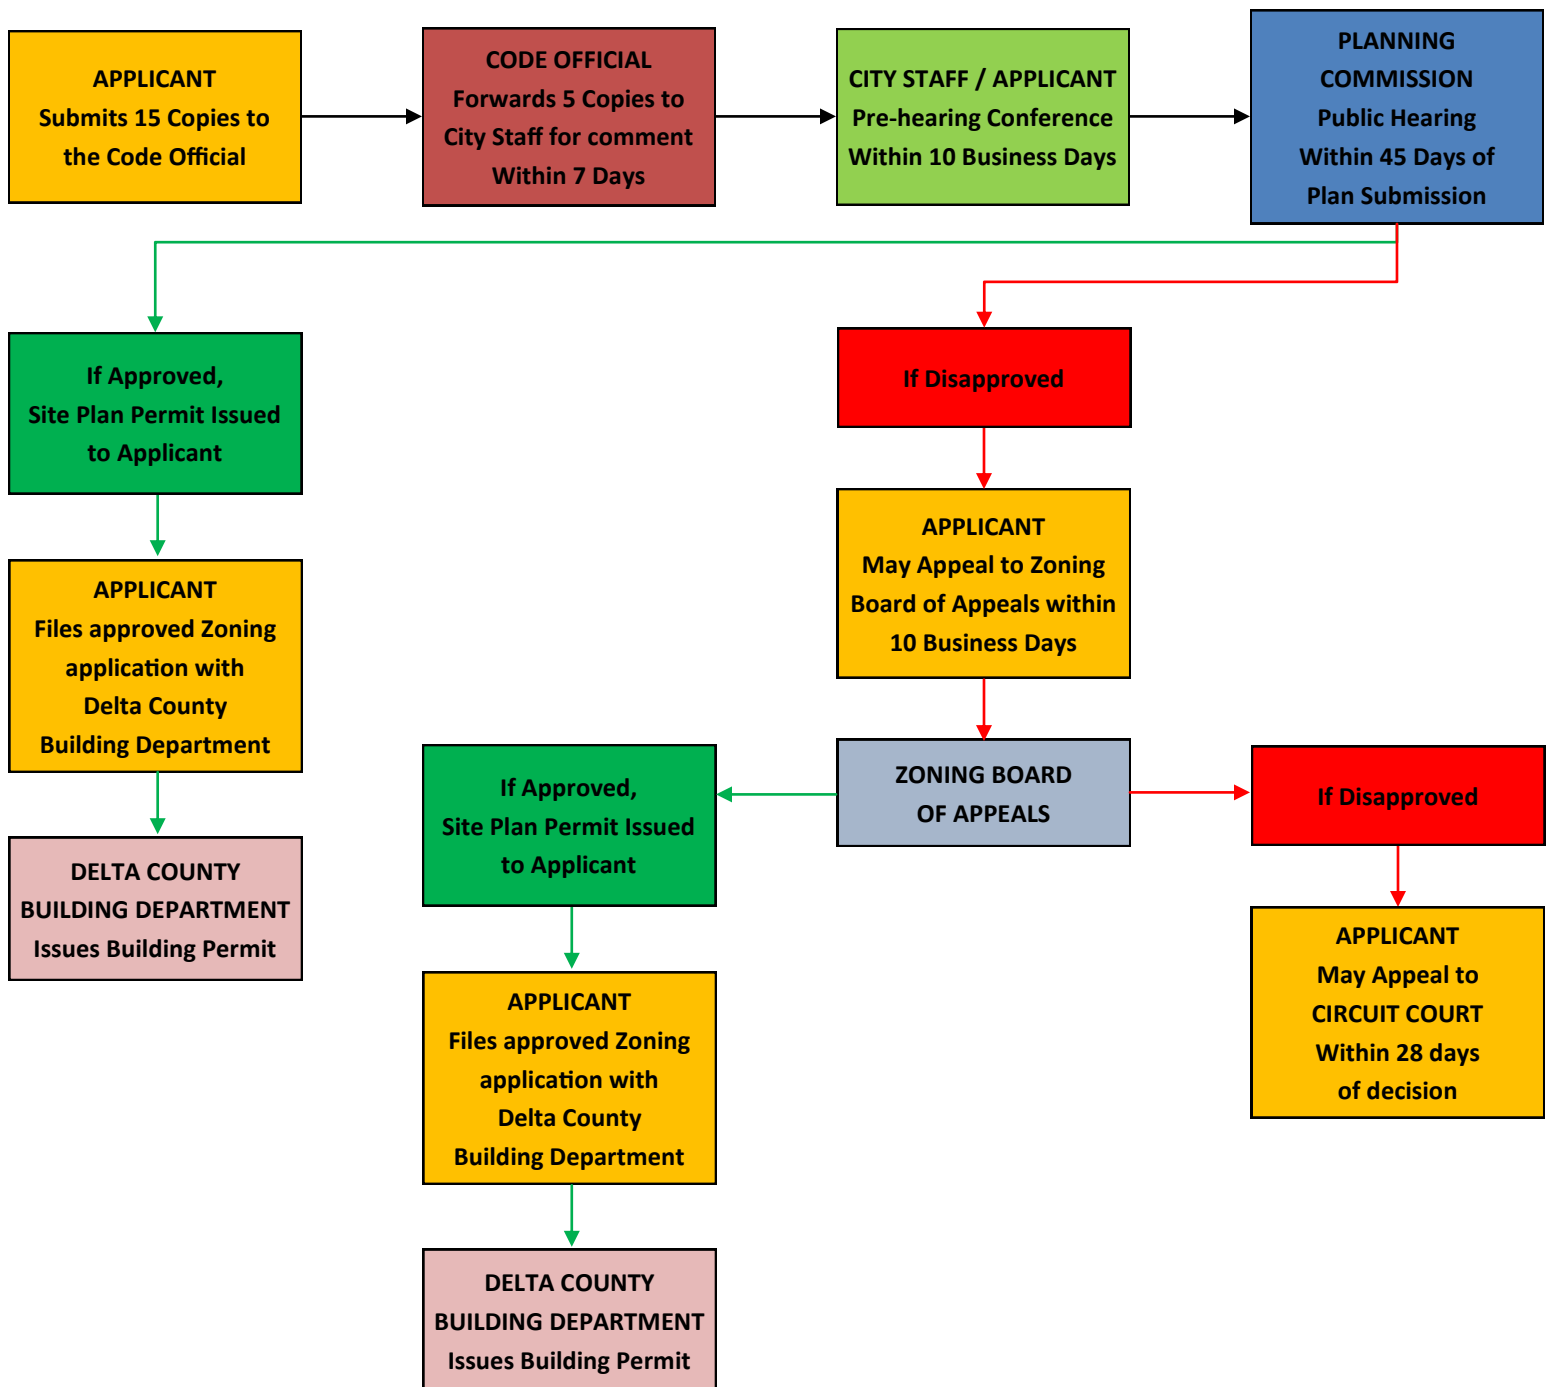 APPLICANT
Submits 15 Copies to
the Code Official
CODE OFFICIAL
Forwards 5 Copies to
City Staff for comment
Within 7 Days
CITY STAFF / APPLICANT
Pre-hearing Conference
Within 10 Business Days
PLANNING
COMMISSION
Public Hearing
Within 45 Days of
Plan Submission
If Approved,
Site Plan Permit Issued
to Applicant
If Disapproved
APPLICANT
Files approved Zoning
application with
Delta County
Building Department
APPLICANT
May Appeal to Zoning
Board of Appeals within
10 Business Days
DELTA COUNTY
BUILDING DEPARTMENT
Issues Building Permit
If Approved,
Site Plan Permit Issued
to Applicant
ZONING BOARD
OF APPEALS
If Disapproved
APPLICANT
Files approved Zoning
application with
Delta County
Building Department
APPLICANT
May Appeal to
CIRCUIT COURT
Within 28 days
of decision
DELTA COUNTY
BUILDING DEPARTMENT
Issues Building Permit